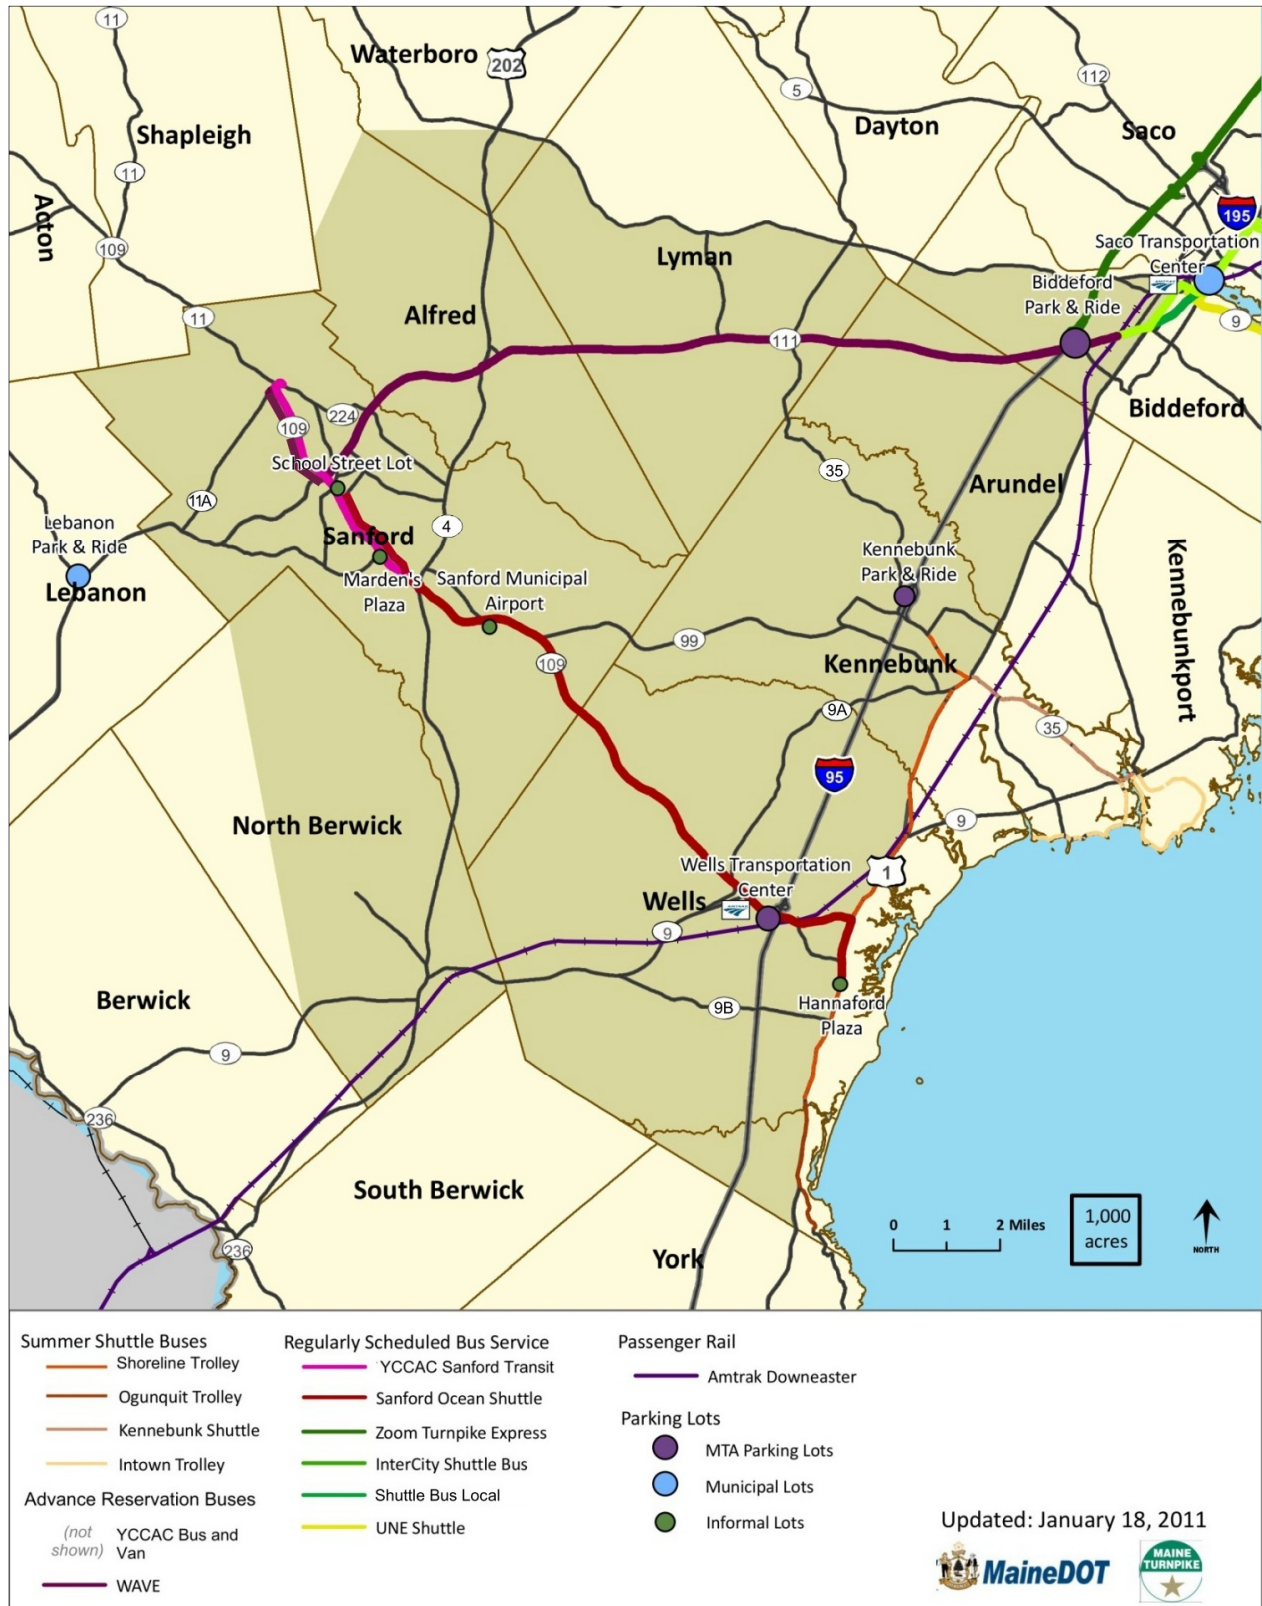 11
Waterboro
202
5
112
Dayton
Saco
Shapleigh
11
Acton
109
195
Saco Transportation
Center
Lyman
Biddeford
Park & Ride
11
Alfred
9
111
Biddeford
224
109
School Street Lot
35
11A
Arundel
Lebanon
Park & Ride
4
Sanford
Kennebunk
Park & Ride
Kennebunkport
Marden's
Plaza
Sanford Municipal
Airport
Lebanon
99
109
Kennebunk
9A
35
95
North Berwick
9
Wells Transportation
Center
1
Wells
9
Berwick
9B
Hannaford
Plaza
9
236
South Berwick
236
York
0 1 2 Miles
1,000
acres
NORTH
Summer Shuttle Buses
Shoreline Trolley
Ogunquit Trolley
Kennebunk Shuttle
Intown Trolley
Advance Reservation Buses
(not
shown)
YCCAC Bus and
Van
WAVE
Regularly Scheduled Bus Service
YCCAC Sanford Transit
Sanford Ocean Shuttle
Zoom Turnpike Express
InterCity Shuttle Bus
Shuttle Bus Local
UNE Shuttle
Passenger Rail
Amtrak Downeaster
Parking Lots
MTA Parking Lots
Municipal Lots
Informal Lots
Updated: January 18, 2011
MaineDOT
MAINE
TURNPIKE